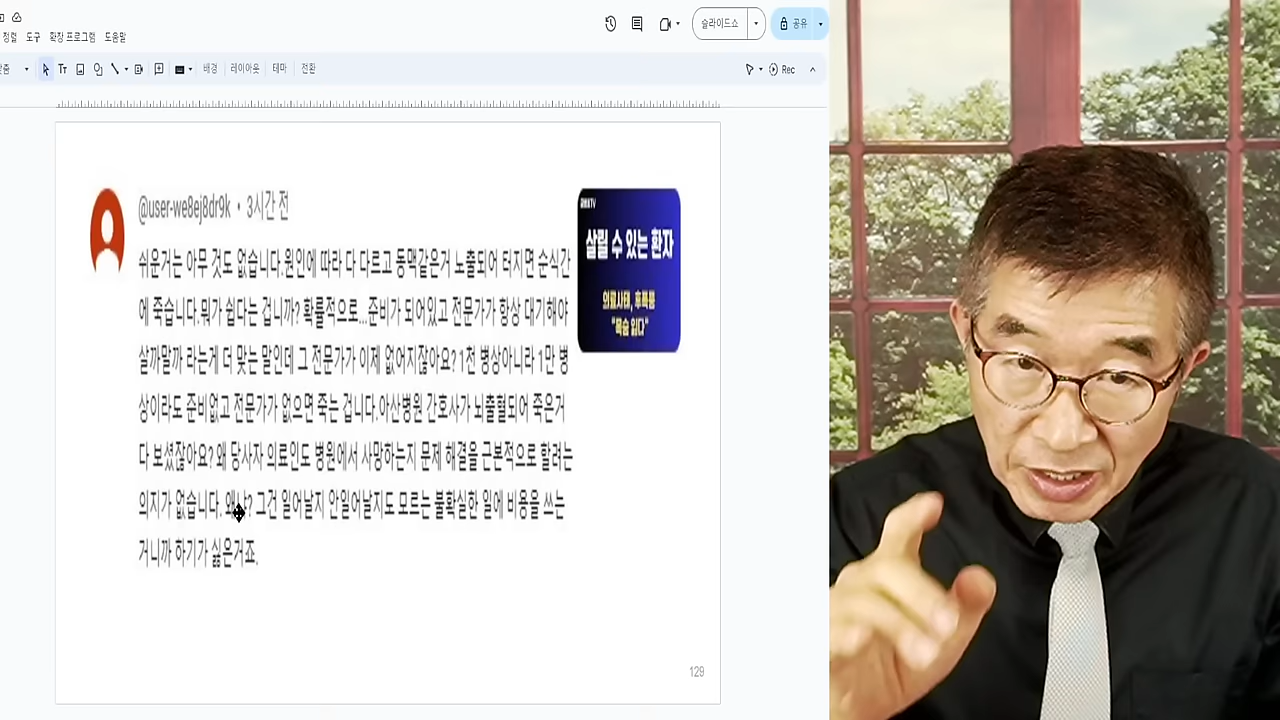 정렬 도구 확장 프로그램 도움말
슬라이드쇼
공유
배경 레이아웃 테마 전환
Rec
@user-we8ej8dr9k • 3시간 전
쉬운거는 아무 것도 없습니다.원인에 따라 다 다르고 동맥같은거 노출되어 터지면 순식간
에 죽습니다.뭐가 쉽다는 겁니까? 확률적으로...준비가 되어있고 전문가가 항상 대기해야
살까말까 라는게 더 맞는 말인데 그 전문가가 이제 없어지잖아요? 1천 병상아니라 1만 병
상이라도 준비없고 전문가가 없으면 죽는 겁니다.아산병원 간호사가 뇌출혈되어 죽은거
다 보셨잖아요? 왜 당사자 의료인도 병원에서 사망하는지 문제 해결을 근본적으로 할려는
의지가 없습니다. 왜냐? 그건 일어날지 안일어날지도 모르는 불확실한 일에 비용을 쓰는
거니까 하기가 싫은거죠.
살릴 수 있는 환자
의료사태, 후폭풍
"목숨 잃다"
129